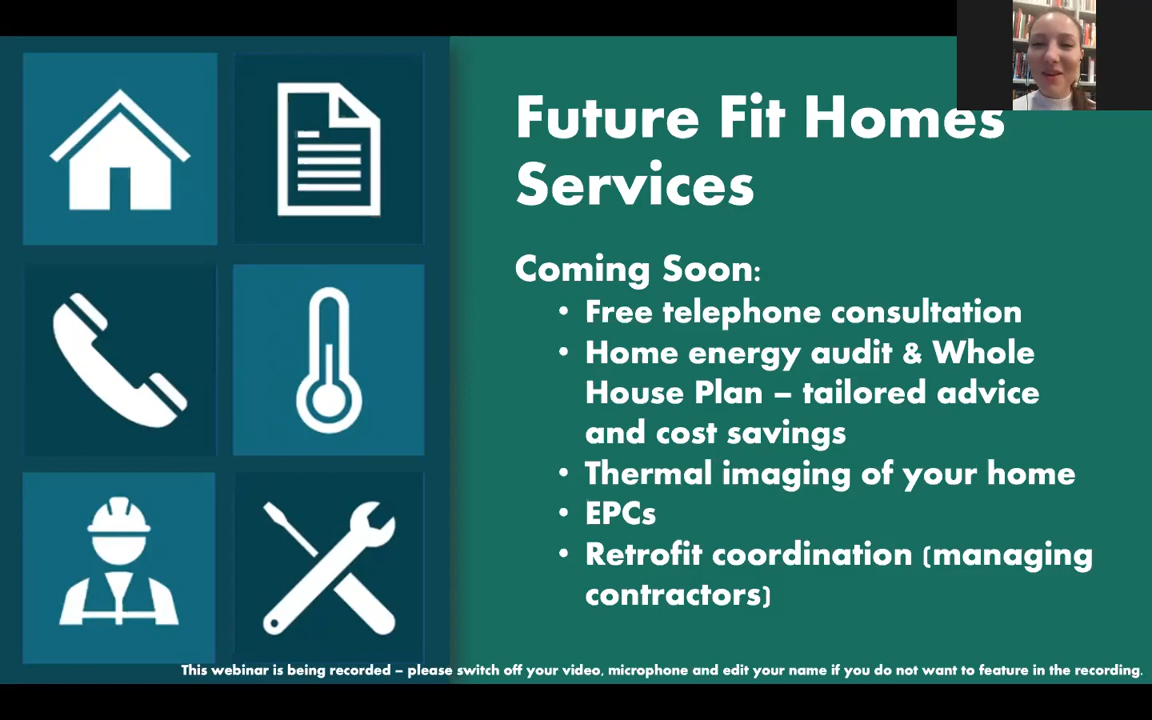 Future Fit Homes
Services
Coming Soon:
• Free telephone consultation
• Home energy audit & Whole
House Plan – tailored advice
and cost savings
• Thermal imaging of your home
• EPCs
• Retrofit coordination (managing
contractors)
This webinar is being recorded – please switch off your video, microphone and edit your name if you do not want to feature in the recording.